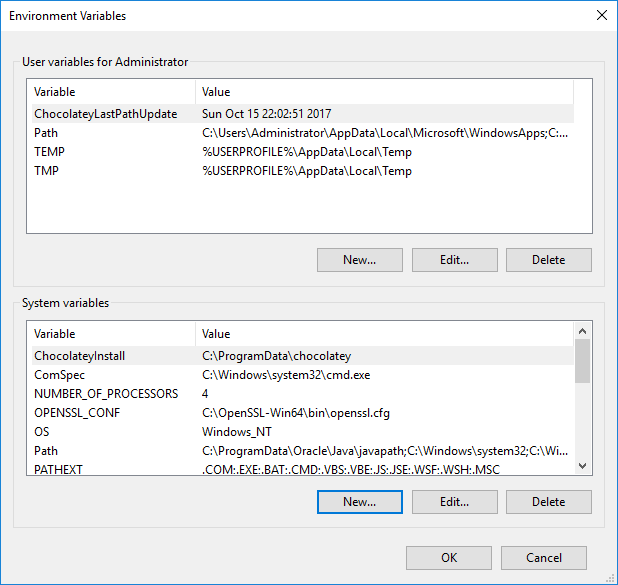 Environment Variables
User variables for Administrator
Variable Value
ChocolateyLastPathUpdate Sun Oct 15 22:02:51 2017
Path C:\Users\Administrator\AppData\Local\Microsoft\WindowsApps;C:...
TEMP %USERPROFILE%\AppData\Local\Temp
TMP %USERPROFILE%\AppData\Local\Temp
New... Edit... Delete
System variables
Variable Value
ChocolateyInstall C:\ProgramData\chocolatey
ComSpec C:\Windows\system32\cmd.exe
NUMBER_OF_PROCESSORS 4
OPENSSL_CONF C:\OpenSSL-Win64\bin\openssl.cfg
OS Windows_NT
Path C:\ProgramData\Oracle\Java\javapath;C:\Windows\system32;C:\Wi...
PATHEXT .COM;.EXE;.BAT;.CMD;.VBS;.VBE;.JS;.JSE;.WSF;.WSH;.MSC
New... Edit... Delete
OK Cancel